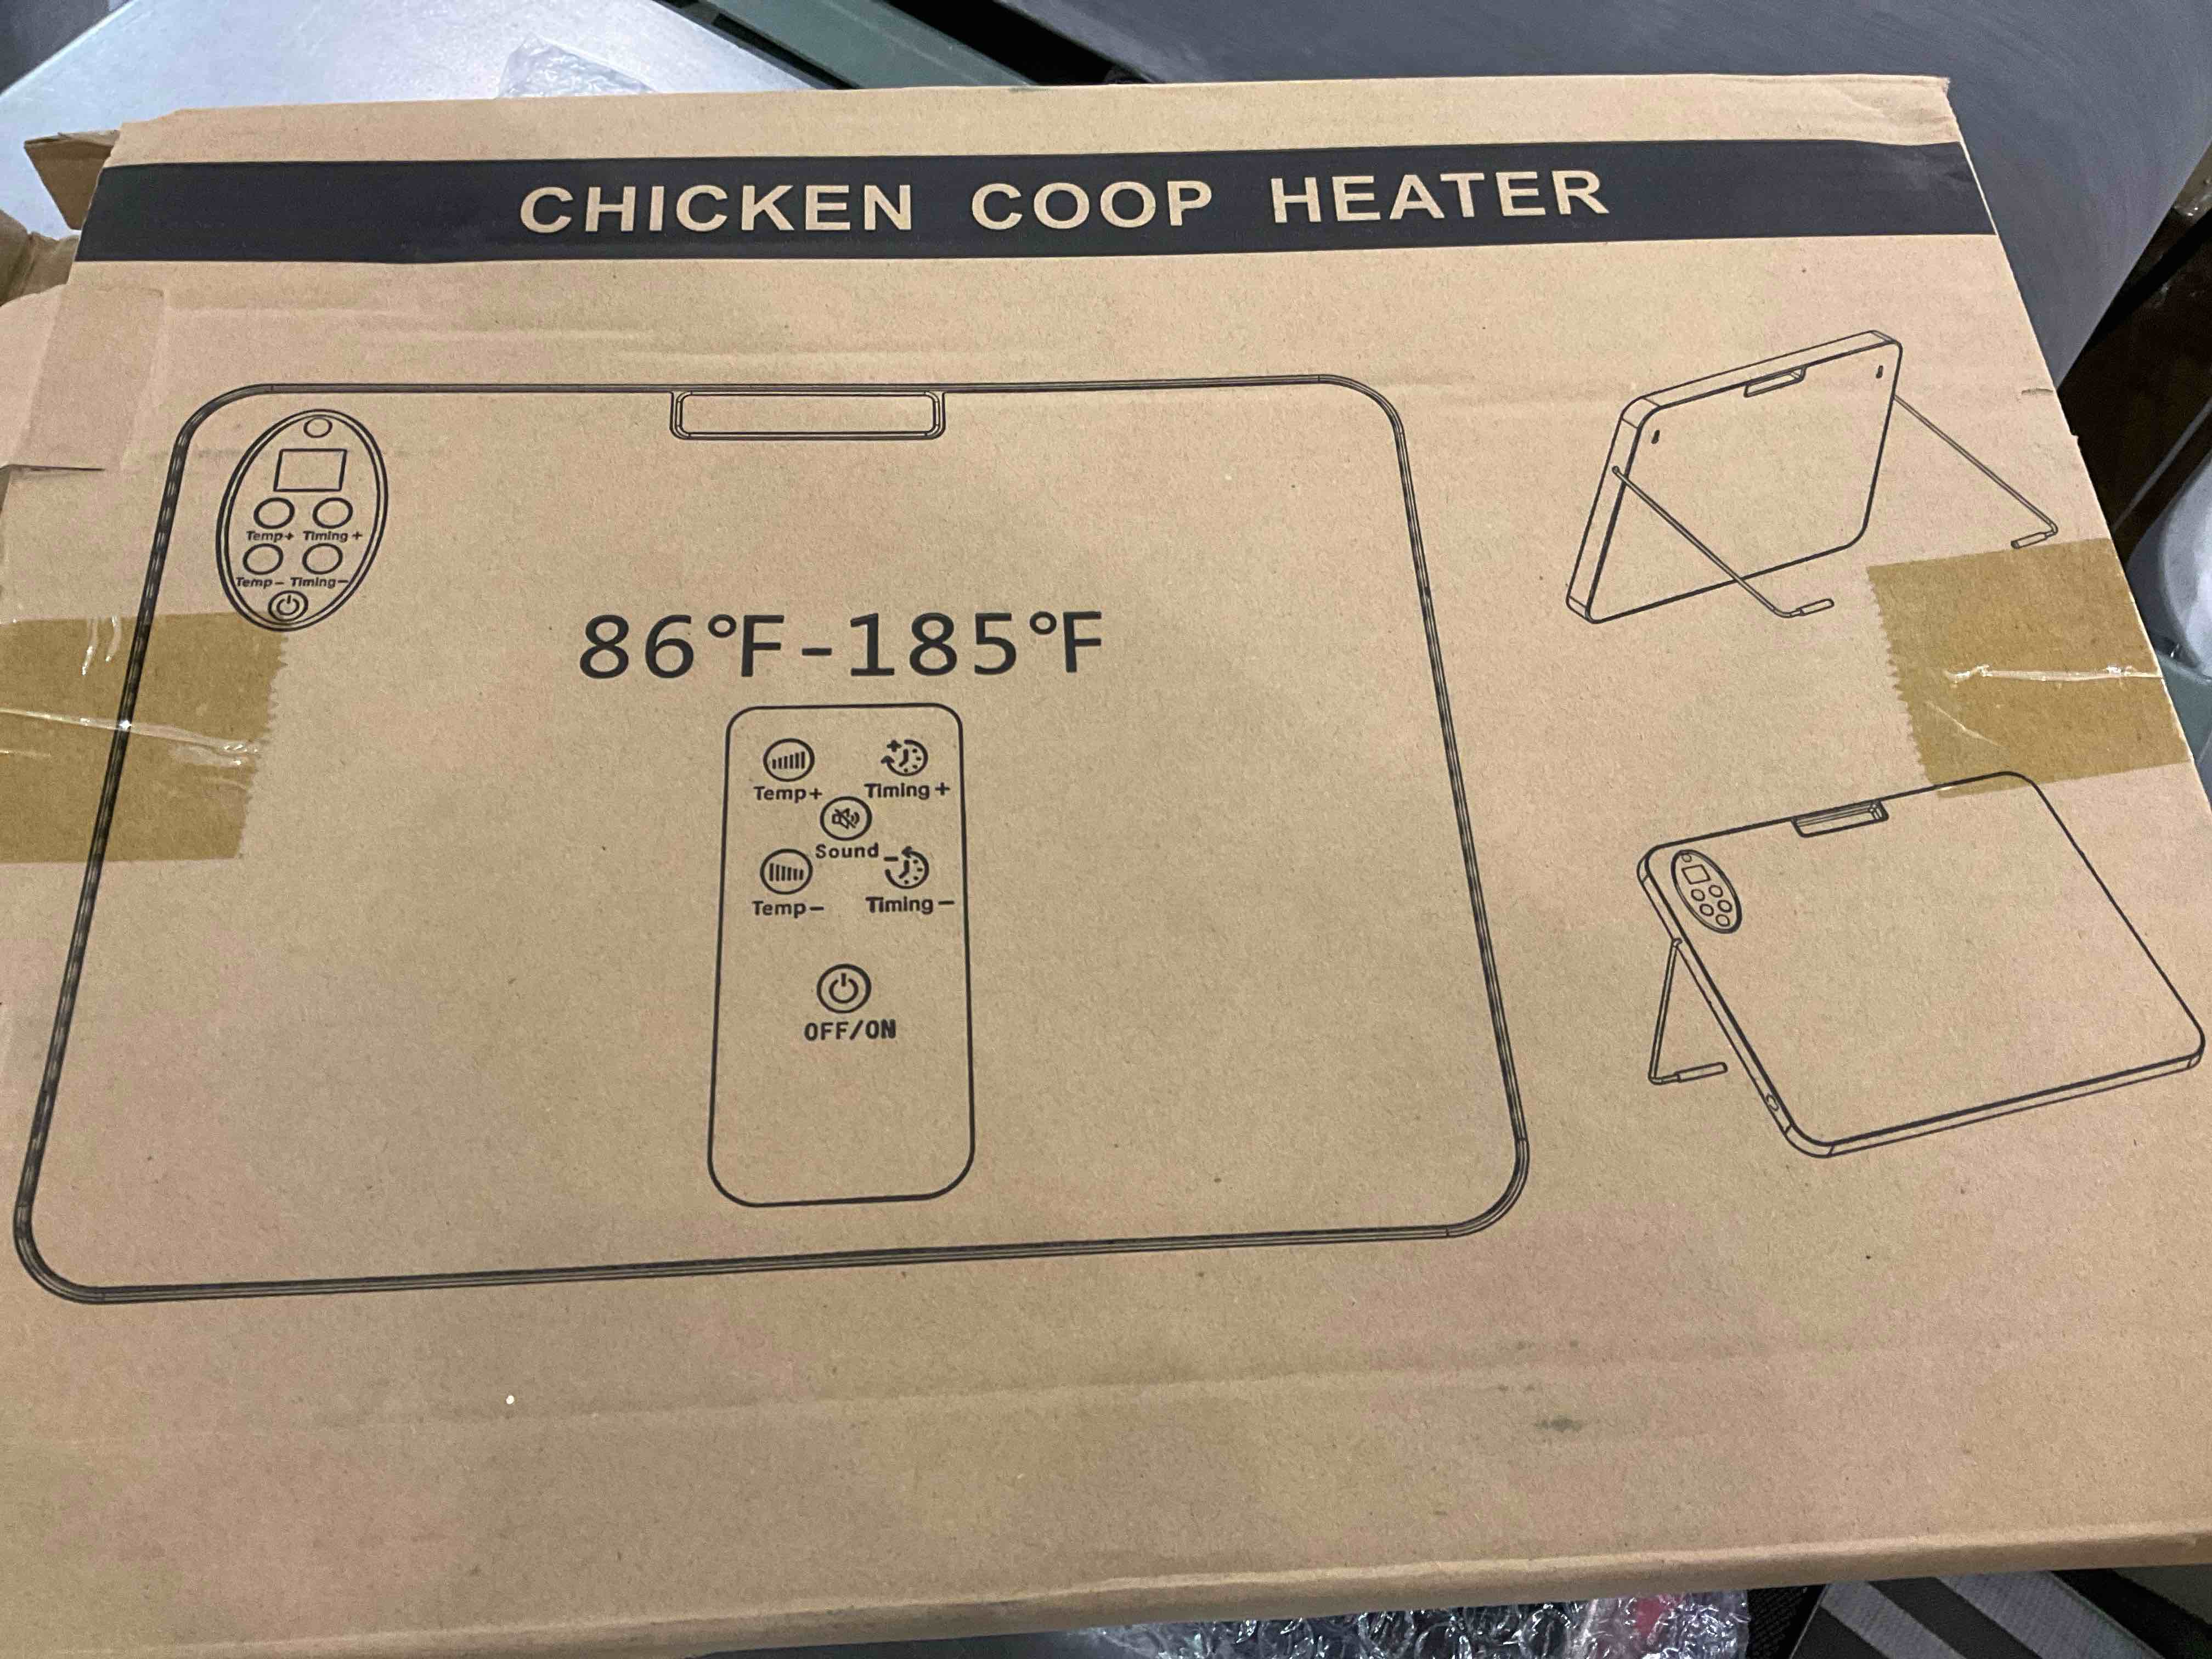 CHICKEN COOP HEATER
Temp+ Timing+
Temp- Timing-
86°F-185°F
Temp+ Timing+
Sound
Temp- Timing-
OFF/ON